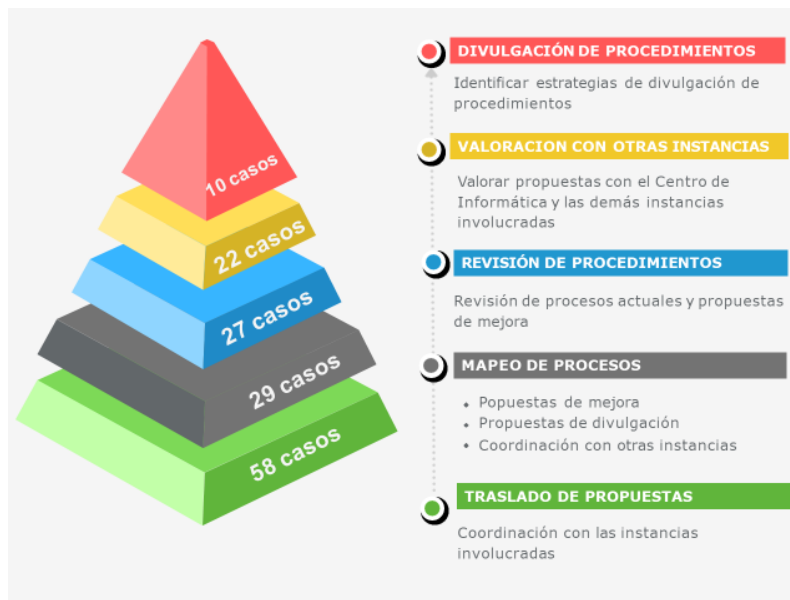 10 casos
22 casos
27 casos
29 casos
58 casos
DIVULGACIÓN DE PROCEDIMIENTOS
Identificar estrategias de divulgación de
procedimientos
VALORACION CON OTRAS INSTANCIAS
Valorar propuestas con el Centro de
Informática y las demás instancias
involucradas
REVISIÓN DE PROCEDIMIENTOS
Revisión de procesos actuales y propuestas
de mejora
MAPEO DE PROCESOS
• Popuestas de mejora
• Propuestas de divulgación
• Coordinación con otras instancias
TRASLADO DE PROPUESTAS
Coordinación con las instancias
involucradas